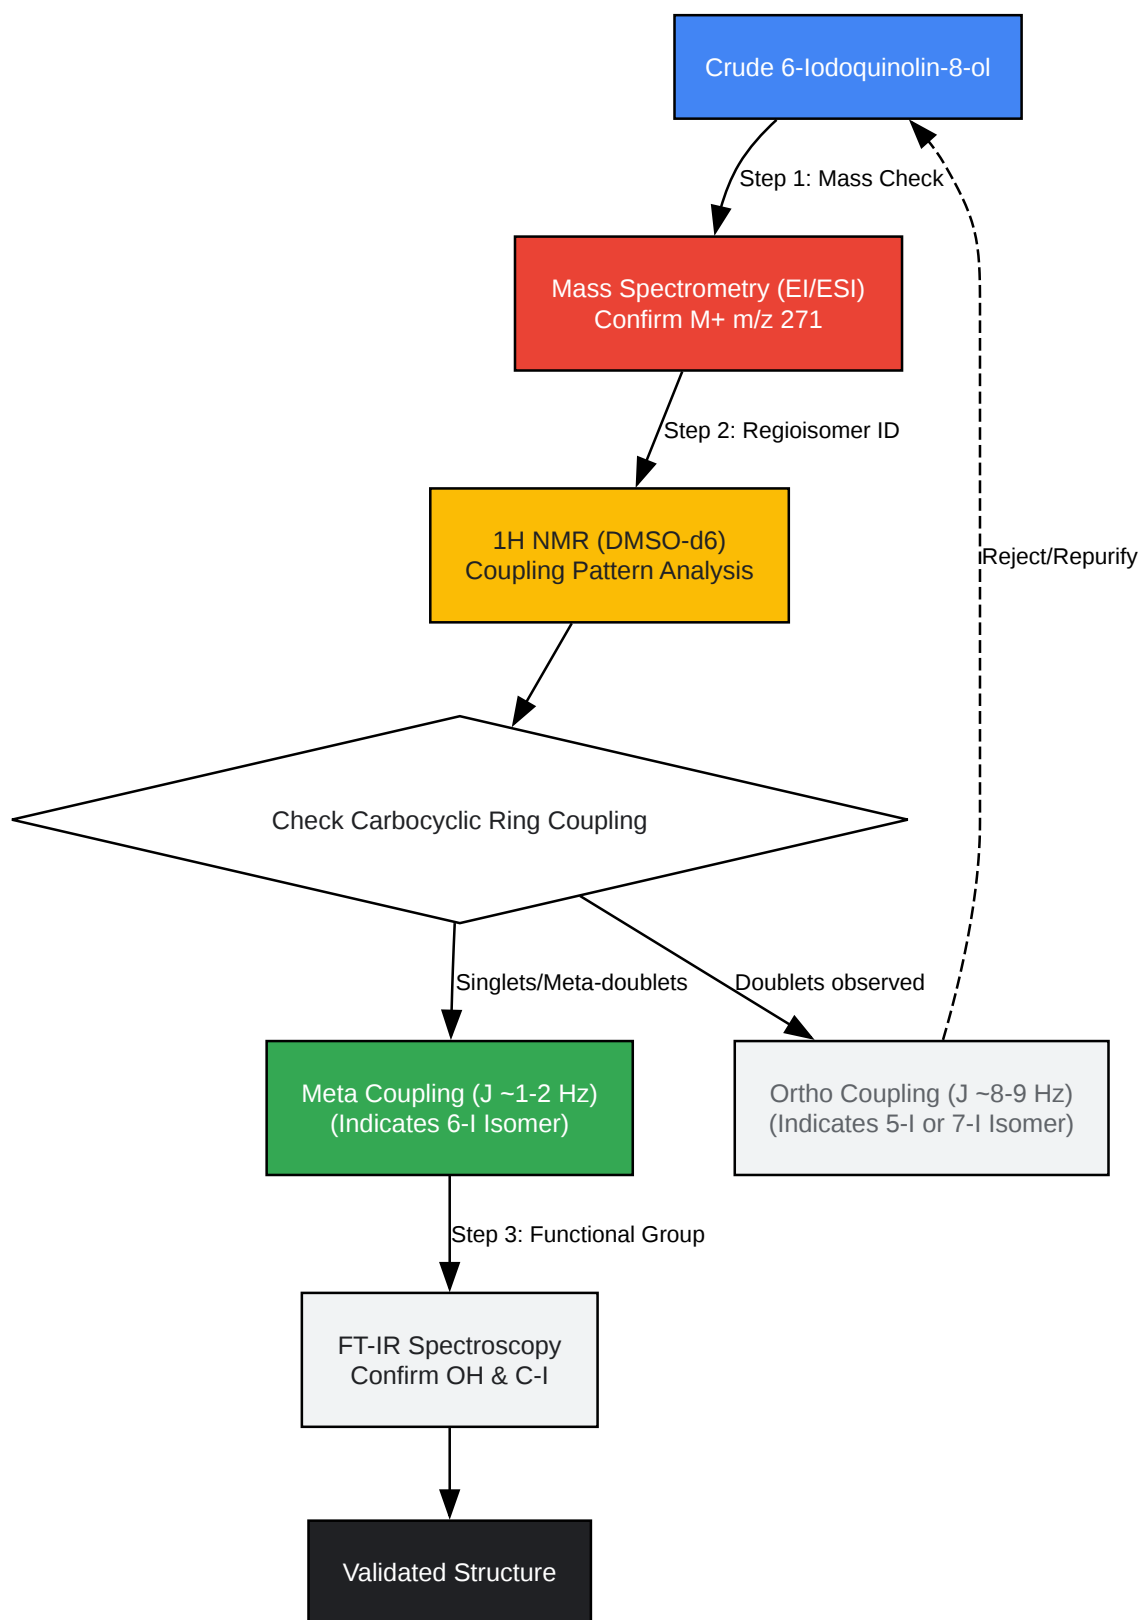 Crude 6-Iodoquinolin-8-ol
Step 1: Mass Check
Mass Spectrometry (EI/ESI)
Confirm M+ m/z 271
Step 2: Regioisomer ID
1H NMR (DMSO-d6)
Coupling Pattern Analysis
Reject/Repurify
Check Carbocyclic Ring Coupling
Singlets/Meta-doublets
Doublets observed
Meta Coupling (J ~1-2 Hz)
(Indicates 6-I Isomer)
Ortho Coupling (J ~8-9 Hz)
(Indicates 5-I or 7-I Isomer)
Step 3: Functional Group
FT-IR Spectroscopy
Confirm OH & C-I
Validated Structure